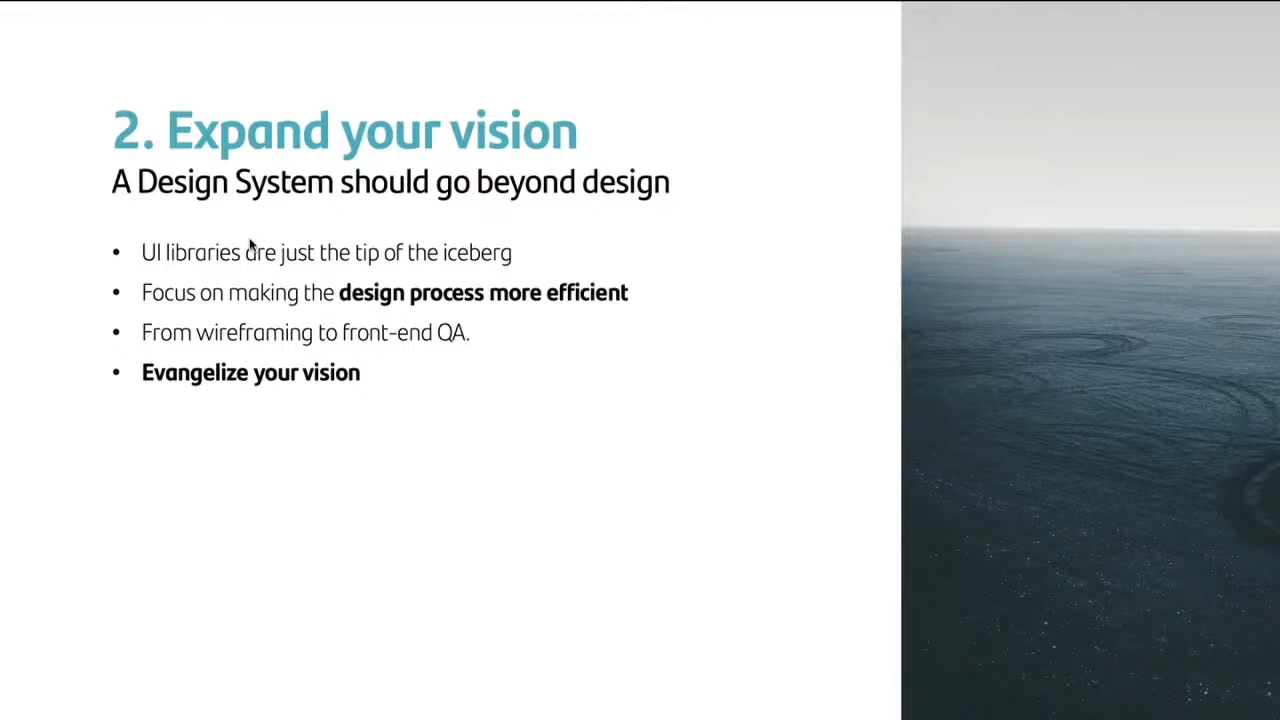 2. Expand your vision
A Design System should go beyond design
• UI libraries are just the tip of the iceberg
• Focus on making the design process more efficient
• From wireframing to front-end QA.
• Evangelize your vision